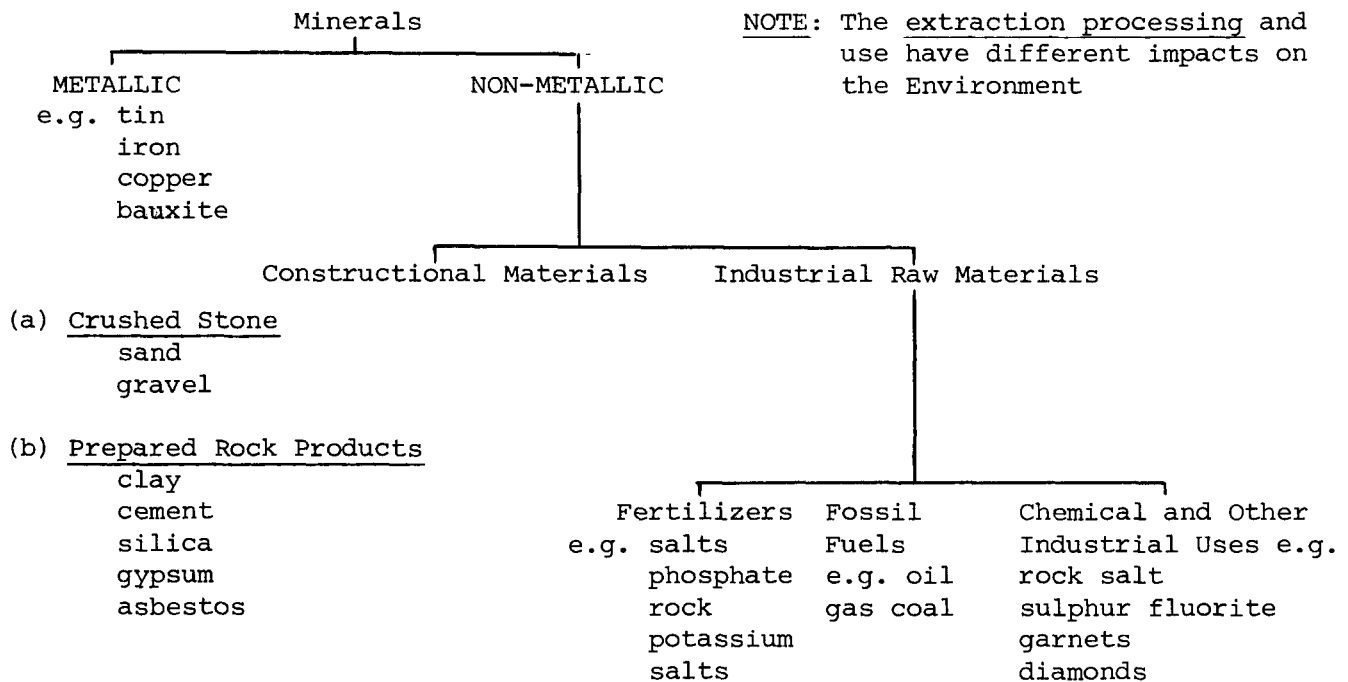 Minerals
NOTE: The extraction processing and
use have different impacts on
the Environment
METALLIC
e.g. tin
iron
copper
bauxite
NON-METALLIC
Constructional Materials
Industrial Raw Materials
(a) Crushed Stone
sand
gravel
(b) Prepared Rock Products
clay
cement
silica
gypsum
asbestos
Fertilizers
e.g. salts
phosphate
rock
potassium
salts
Fossil
Fuels
e.g. oil
gas coal
Chemical and Other
Industrial Uses e.g.
rock salt
sulphur fluorite
garnets
diamonds